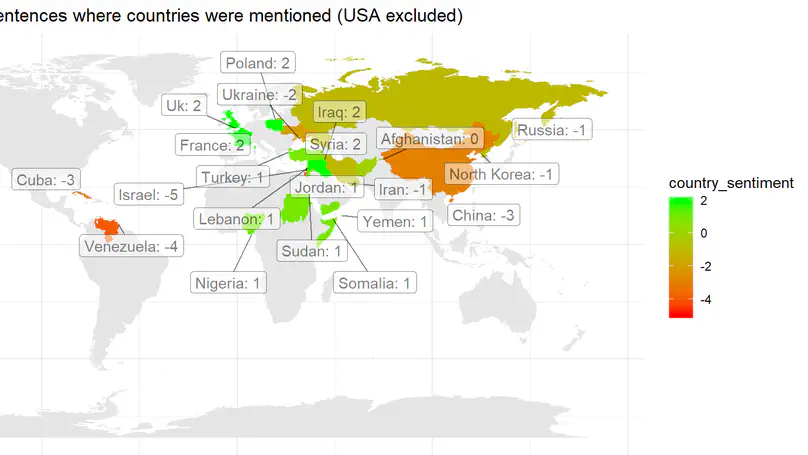 entences where countries were mentioned (USA excluded)
Poland: 2
Ukraine: -2
Uk: 2
Iraq: 2
Russia: -1
France: 2
Syria: 2
Afghanistan: 0
Turkey: 1
North Korea: -1
Cuba: -3
Israel: -5
Jordan: 1
Iran: -1
country_sentiment
2
0
-2
-4
Lebanon: 1
Yemen: 1
China: -3
Venezuela: -4
Sudan: 1
Nigeria: 1
Somalia: 1